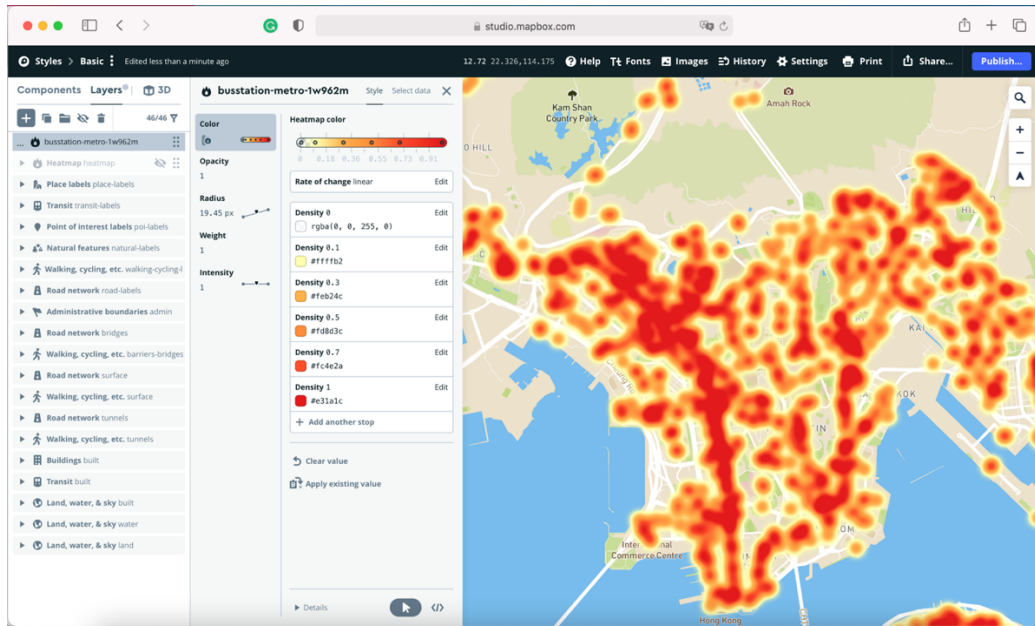 studio.mapbox.com
Styles > Basic Edited less than a minute ago 12.72 22.326,114.175 Help Fonts Images History Settings Print Share... Publish...
Components Layers 3D
46/46
busstation-metro-1w962m
Heatmap heatmap
Place labels place-labels
Transit transit-labels
Point of interest labels poi-labels
Natural features natural-labels
Walking, cycling, etc. walking-cycling-l
Road network road-labels
Administrative boundaries admin
Road network bridges
Walking, cycling, etc. barriers-bridges
Road network surface
Walking, cycling, etc. surface
Road network tunnels
Walking, cycling, etc. tunnels
Buildings built
Transit built
Land, water, & sky built
Land, water, & sky water
Land, water, & sky land
busstation-metro-1w962m Style Select data
Color
Opacity
1
Radius
19.45 px
Weight
1
Intensity
1
Heatmap color
0 0.18 0.36 0.55 0.73 0.91
Rate of change linear Edit
Density 0 Edit
rgba(0, 0, 255, 0)
Density 0.1 Edit
#ffffb2
Density 0.3 Edit
#feb24c
Density 0.5 Edit
#fd8d3c
Density 0.7 Edit
#fc4e2a
Density 1 Edit
#e31a1c
+ Add another stop
Clear value
Apply existing value
Details
</>
Kam Shan
Country Park
Amah Rock
O HILL
HIL
KAI
OK
TIN
OM
Inte nal
Commerce Centre
Hong Kong